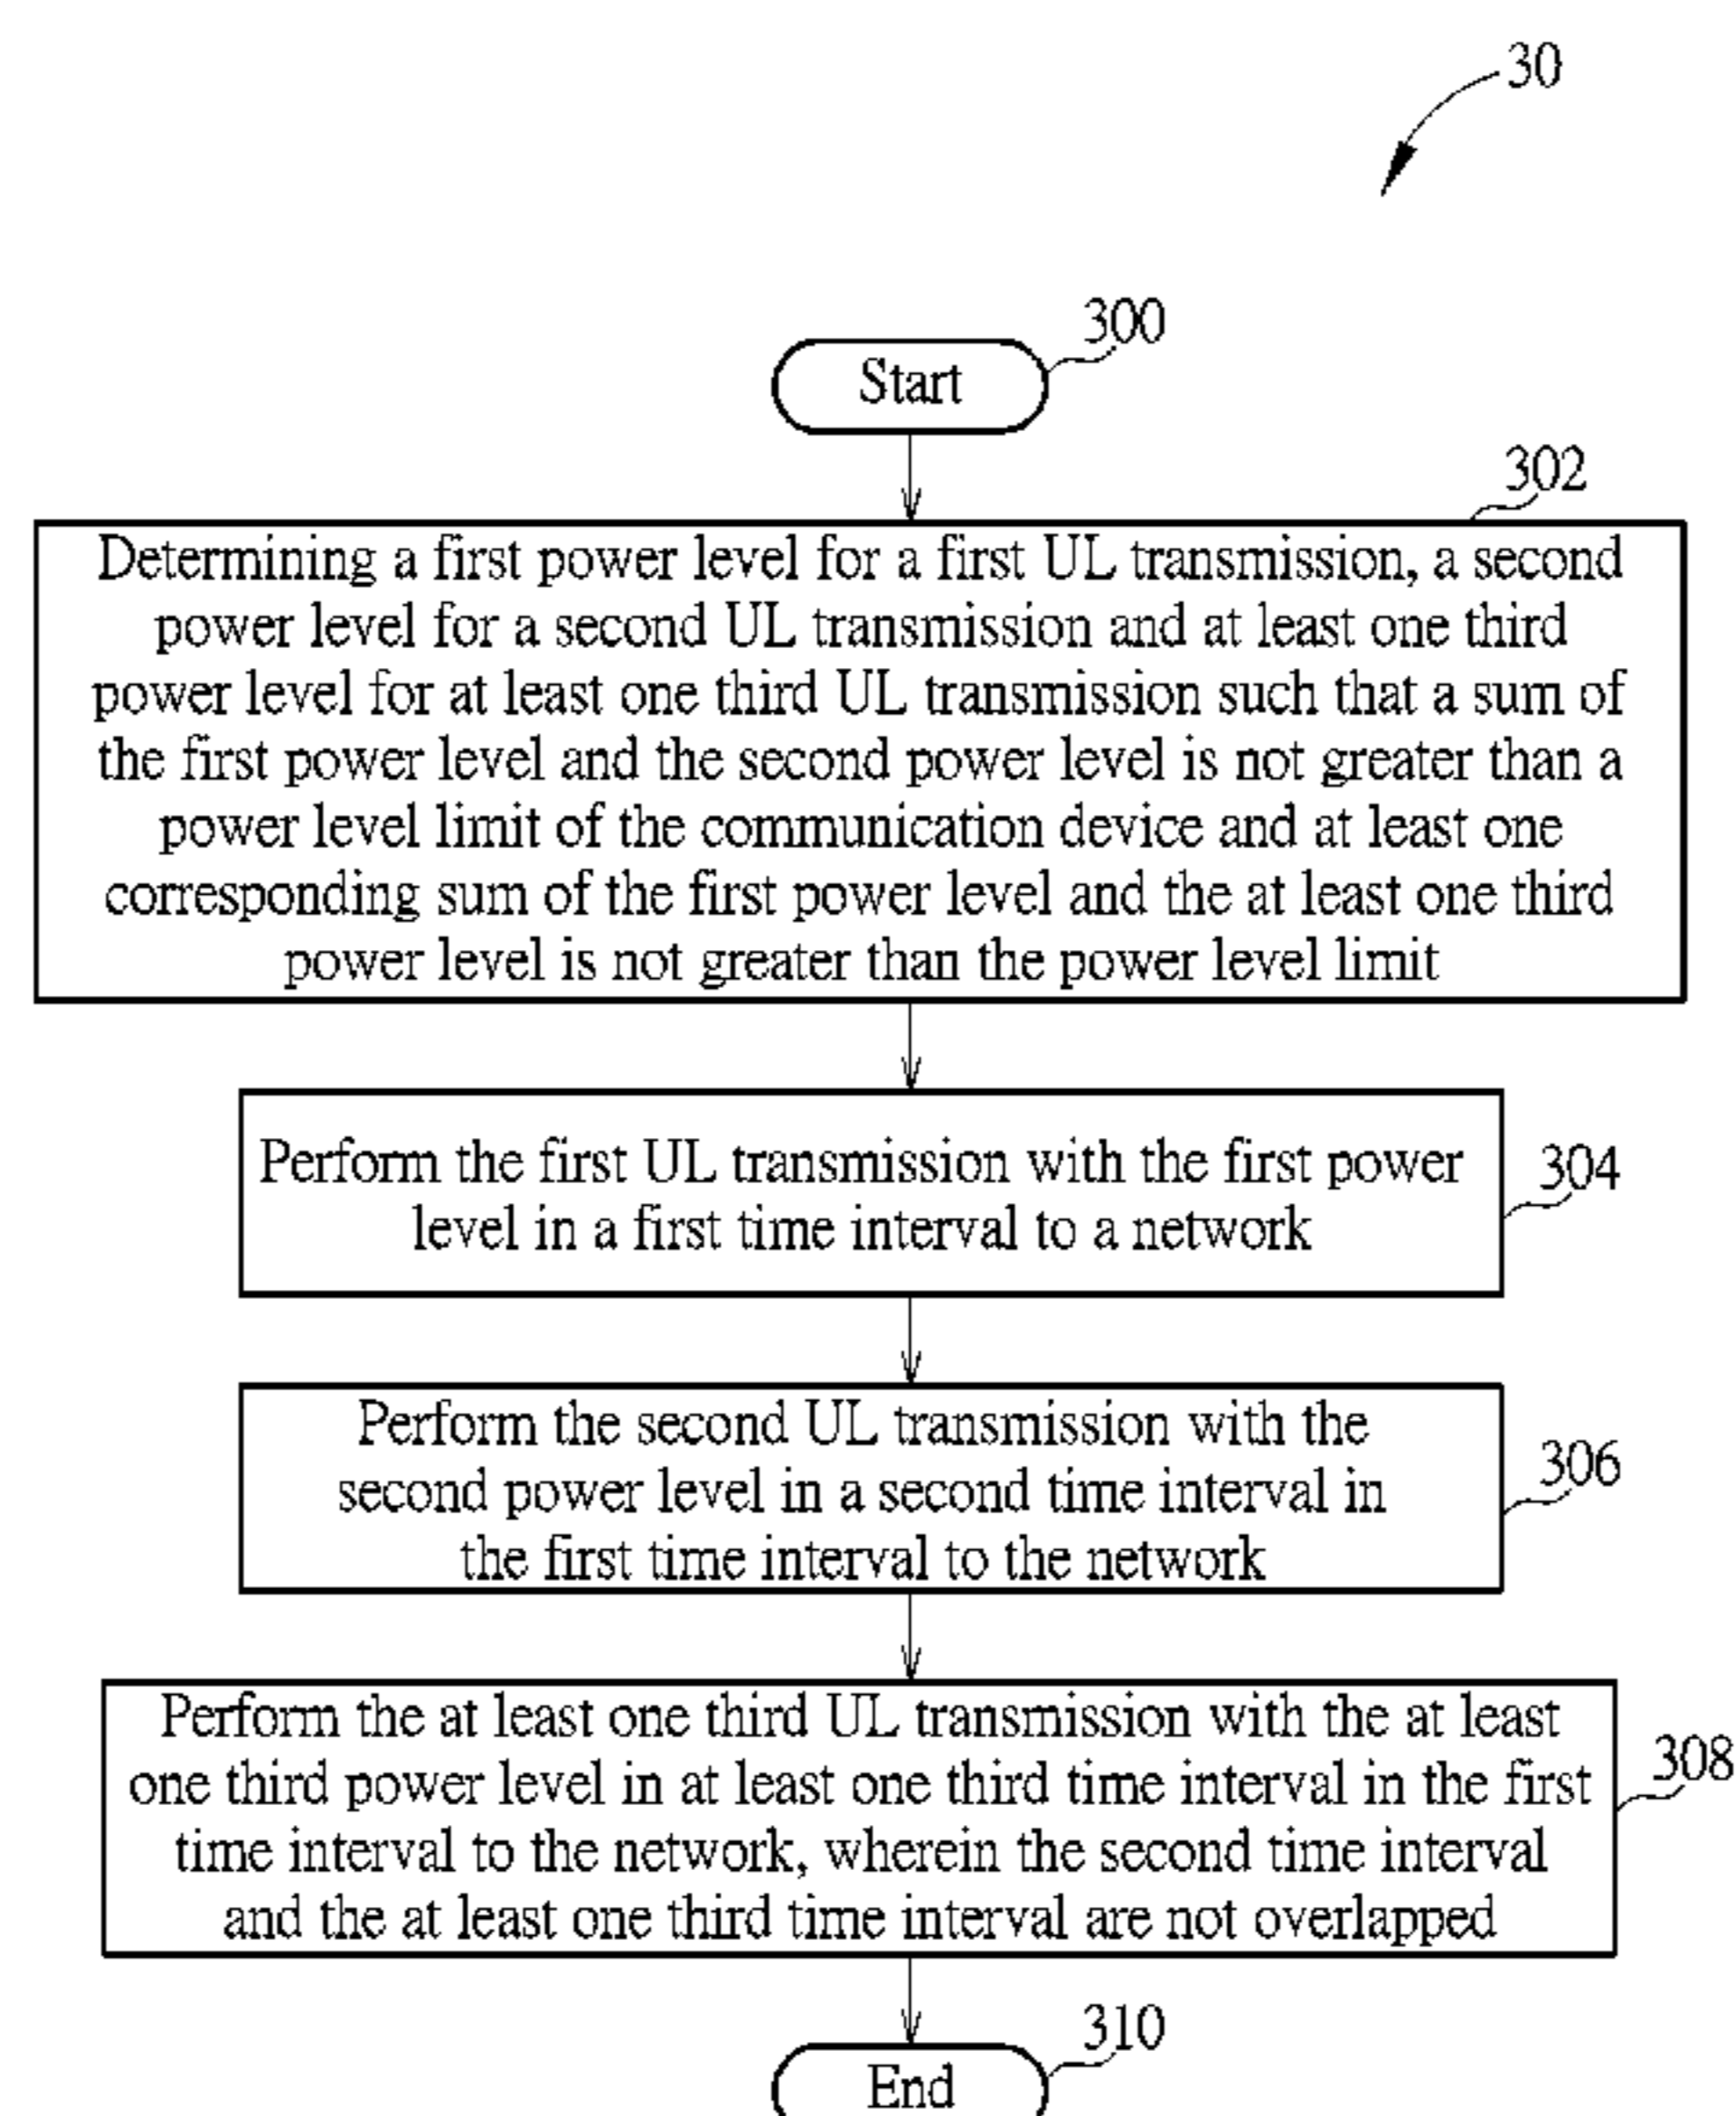 30
300
Start
302
Determining a first power level for a first UL transmission, a second
power level for a second UL transmission and at least one third
power level for at least one third UL transmission such that a sum of
the first power level and the second power level is not greater than a
power level limit of the communication device and at least one
corresponding sum of the first power level and the at least one third
power level is not greater than the power level limit
Perform the first UL transmission with the first power
level in a first time interval to a network
304
Perform the second UL transmission with the
second power level in a second time interval in
the first time interval to the network
306
Perform the at least one third UL transmission with the at least
one third power level in at least one third time interval in the first
time interval to the network, wherein the second time interval
and the at least one third time interval are not overlapped
308
310
End